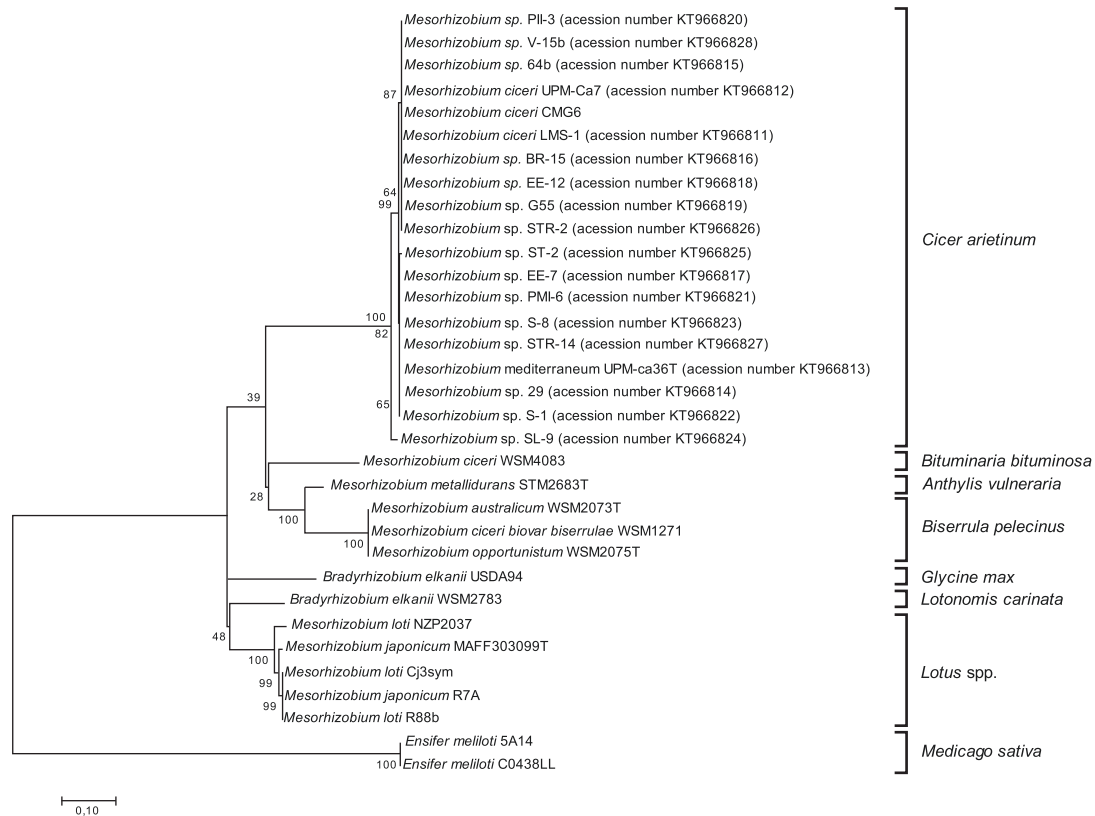 Mesorhizobium sp. PII-3 (acession number KT966820)
Mesorhizobium sp. V-15b (acession number KT966828)
Mesorhizobium sp. 64b (acession number KT966815)
87
Mesorhizobium ciceri UPM-Ca7 (acession number KT966812)
Mesorhizobium ciceri CMG6
Mesorhizobium ciceri LMS-1 (acession number KT966811)
Mesorhizobium sp. BR-15 (acession number KT966816)
Mesorhizobium sp. EE-12 (acession number KT966818)
64
99
Mesorhizobium sp. G55 (acession number KT966819)
Mesorhizobium sp. STR-2 (acession number KT966826)
Cicer arietinum
Mesorhizobium sp. ST-2 (acession number KT966825)
Mesorhizobium sp. EE-7 (acession number KT966817)
Mesorhizobium sp. PMI-6 (acession number KT966821)
100
Mesorhizobium sp. S-8 (acession number KT966823)
82
Mesorhizobium sp. STR-14 (acession number KT966827)
Mesorhizobium mediterraneum UPM-ca36T (acession number KT966813)
Mesorhizobium sp. 29 (acession number KT966814)
39
65
Mesorhizobium sp. S-1 (acession number KT966822)
Mesorhizobium sp. SL-9 (acession number KT966824)
Mesorhizobium ciceri WSM4083
Bituminaria bituminosa
Mesorhizobium metallidurans STM2683T
Anthylis vulneraria
28
Mesorhizobium australicum WSM2073T
100
Mesorhizobium ciceri biovar biserrulae WSM1271
Biserrula pelecinus
100
Mesorhizobium opportunistum WSM2075T
Bradyrhizobium elkanii USDA94
Glycine max
Bradyrhizobium elkanii WSM2783
Lotonomis carinata
Mesorhizobium loti NZP2037
48
Mesorhizobium japonicum MAFF303099T
100
Mesorhizobium loti Cj3sym
Lotus spp.
99
Mesorhizobium japonicum R7A
99
Mesorhizobium loti R88b
Ensifer meliloti 5A14
Medicago sativa
100
Ensifer meliloti C0438LL
0,10